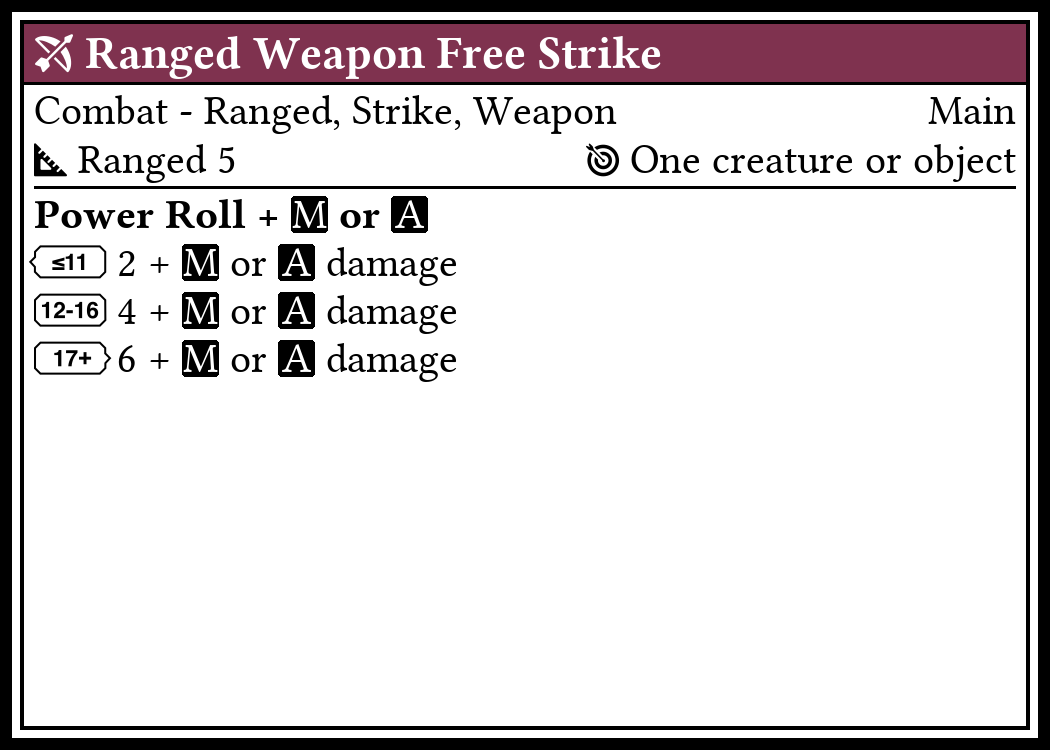 Ranged Weapon Free Strike
Combat - Ranged, Strike, Weapon Main
Ranged 5 One creature or object
Power Roll + M or A
≤11 2 + M or A damage
12-16 4 + M or A damage
17+ 6 + M or A damage